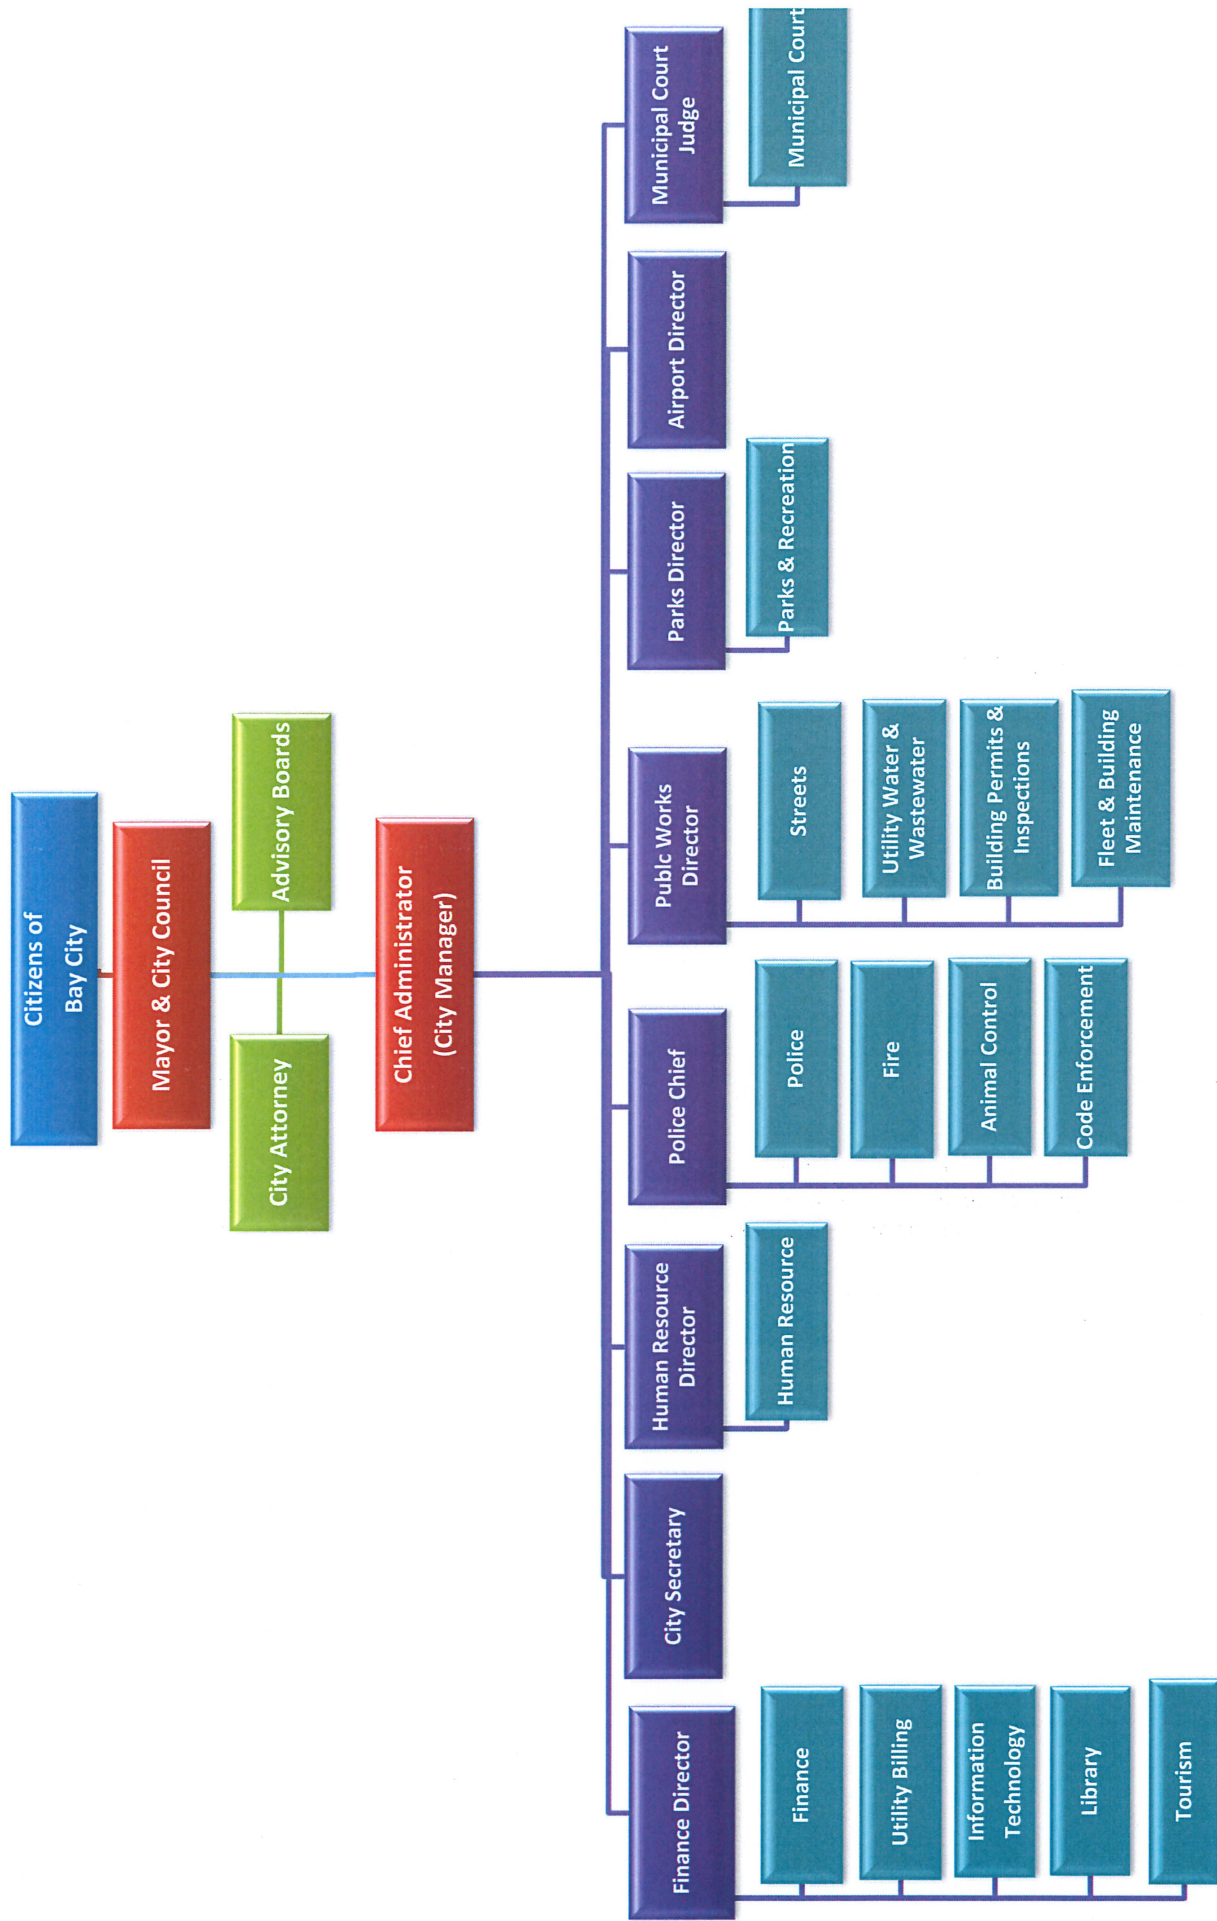 Citizens of
Bay City
Mayor & City Council
City Attorney
Advisory Boards
Chief Administrator
(City Manager)
Finance Director
City Secretary
Human Resource
Director
Police Chief
Public Works
Director
Parks Director
Airport Director
Municipal Court
Judge
Finance
Utility Billing
Information
Technology
Library
Tourism
Human Resource
Police
Fire
Animal Control
Code Enforcement
Streets
Utility Water &
Wastewater
Building Permits &
Inspections
Fleet & Building
Maintenance
Parks & Recreation
Municipal Court